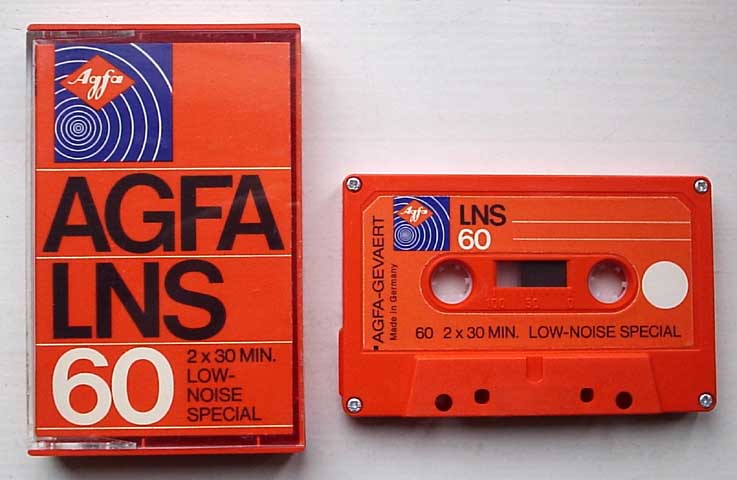 Agfa
AGFA
LNS
60
2 x 30 MIN.
LOW-
NOISE
SPECIAL
AGFA-GEVAERT
Made in Germany
Agfa
LNS
60
100 50 0
60 2 x 30 MIN. LOW-NOISE SPECIAL